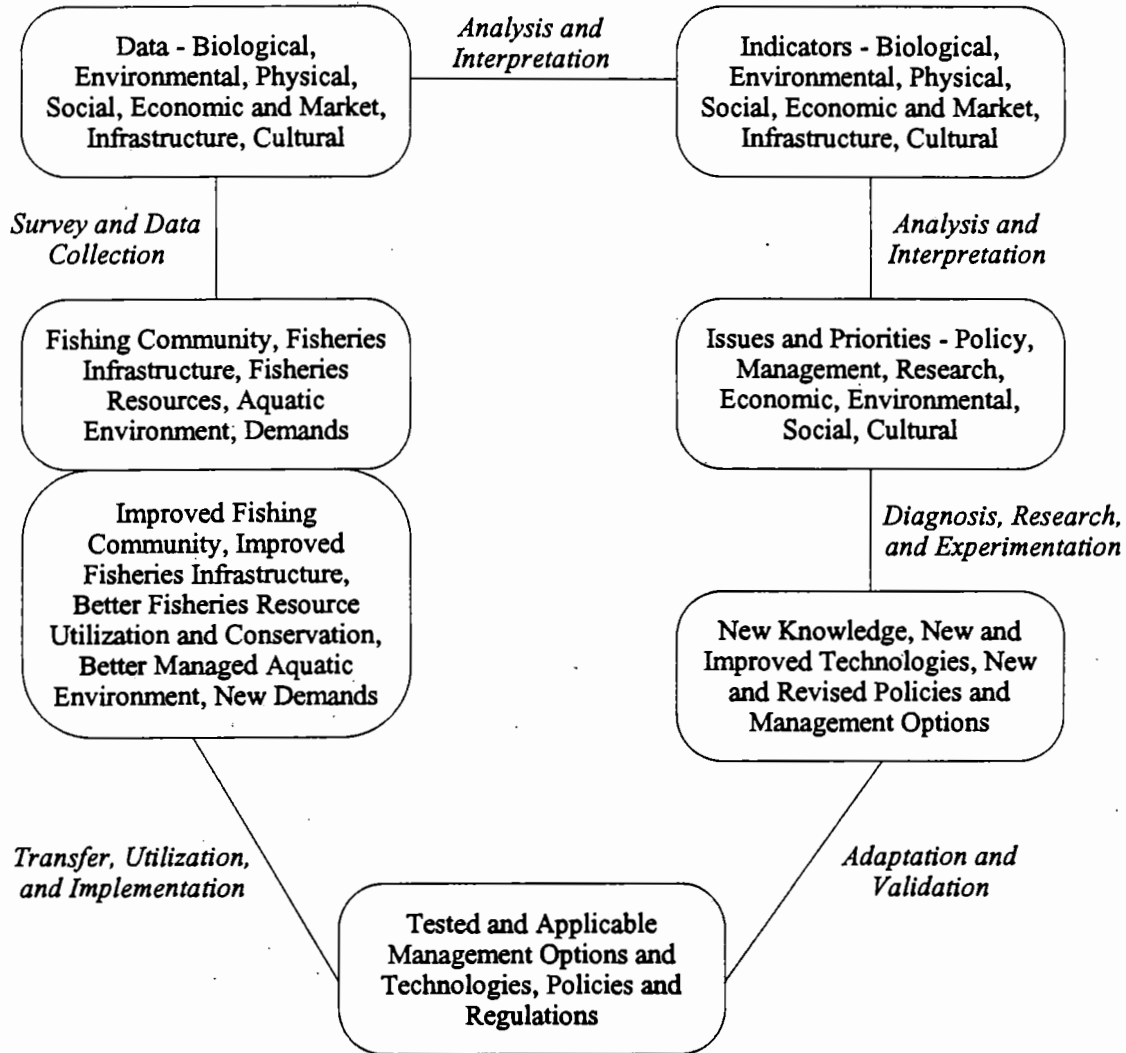 Data - Biological,
Environmental, Physical,
Social, Economic and Market,
Infrastructure, Cultural
Analysis and
Interpretation
Indicators - Biological,
Environmental, Physical,
Social, Economic and Market,
Infrastructure, Cultural
Survey and Data
Collection
Analysis and
Interpretation
Fishing Community, Fisheries
Infrastructure, Fisheries
Resources, Aquatic
Environment, Demands
Issues and Priorities - Policy,
Management, Research,
Economic, Environmental,
Social, Cultural
Improved Fishing
Community, Improved
Fisheries Infrastructure,
Better Fisheries Resource
Utilization and Conservation,
Better Managed Aquatic
Environment, New Demands
Diagnosis, Research,
and Experimentation
New Knowledge, New and
Improved Technologies, New
and Revised Policies and
Management Options
Transfer, Utilization,
and Implementation
Adaptation and
Validation
Tested and Applicable
Management Options and
Technologies, Policies and
Regulations